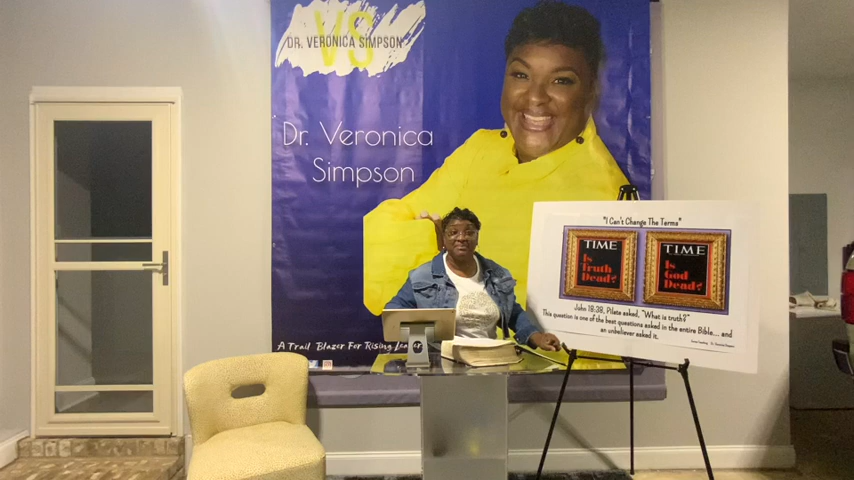 VS
DR. VERONICA SIMPSON
Dr. Veronica
Simpson
A Trail Blazer For Rising Leaders
"I Can't Change The Terms"
TIME
Is
Truth
Dead?
TIME
Is
God
Dead?
John 18:38, Pilate asked, "What is truth?"
This question is one of the best questions asked in the entire Bible... and
an unbeliever asked it.